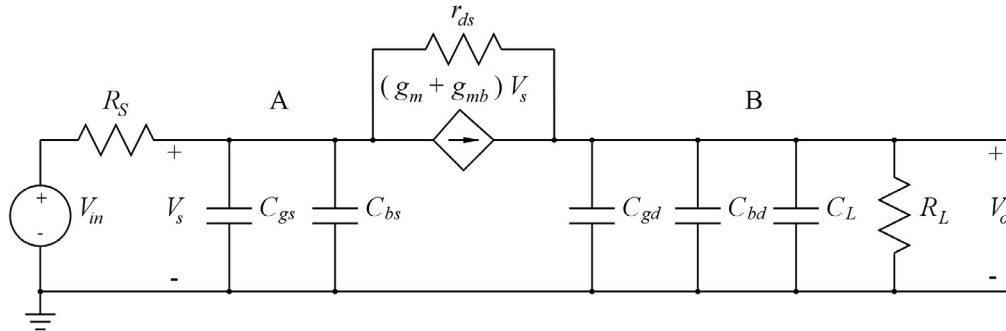 r_ds
(g_m + g_mb) V_s
R_S
A
B
+
+
+
V_in
-
V_s
C_gs
C_bs
C_gd
C_bd
C_L
R_L
V_o
-
-